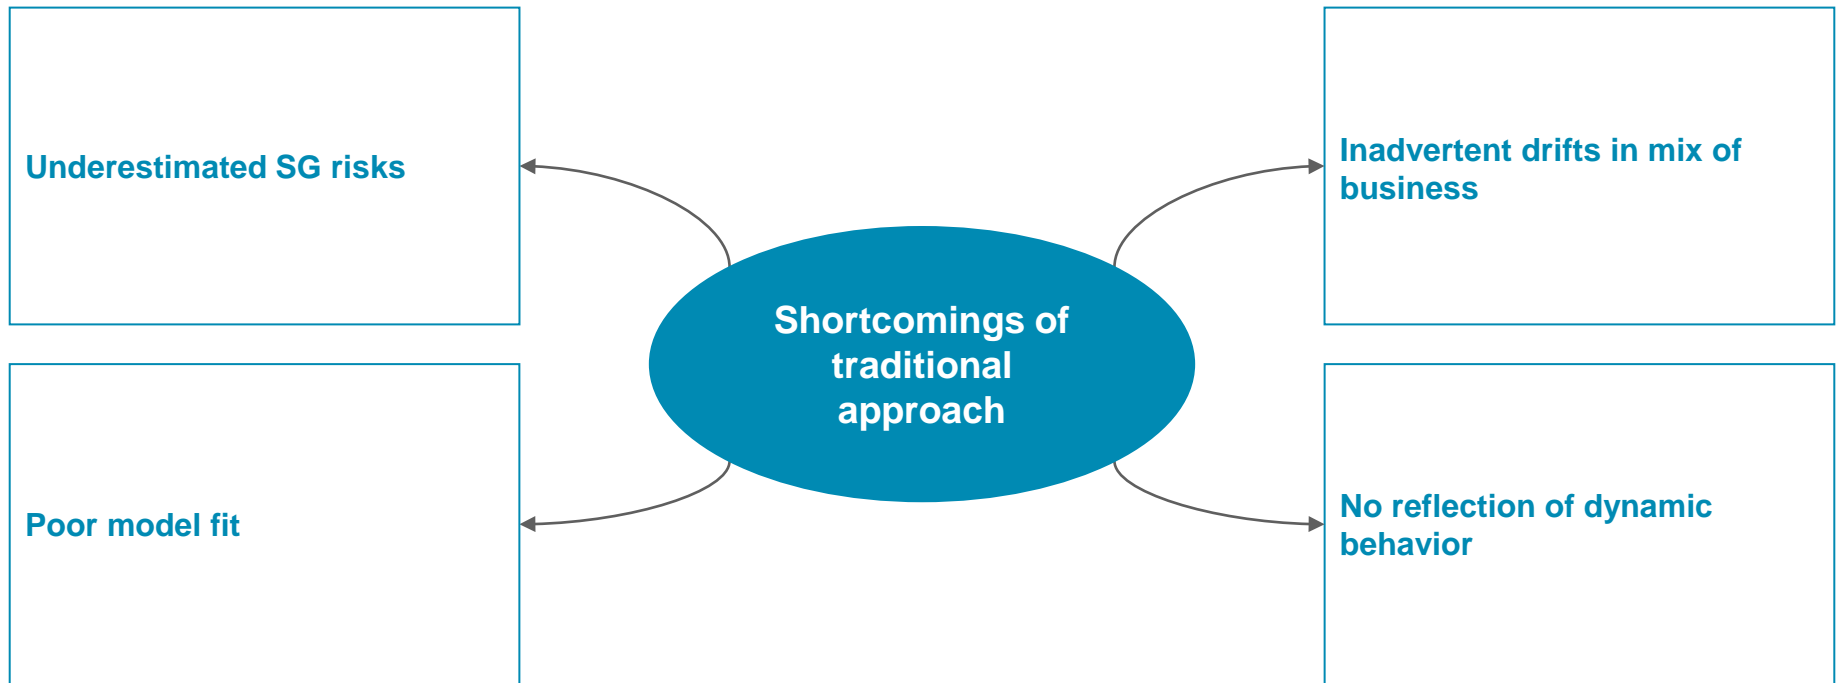 Underestimated SG risks
Inadvertent drifts in mix of
business
Shortcomings of
traditional
approach
Poor model fit
No reflection of dynamic
behavior